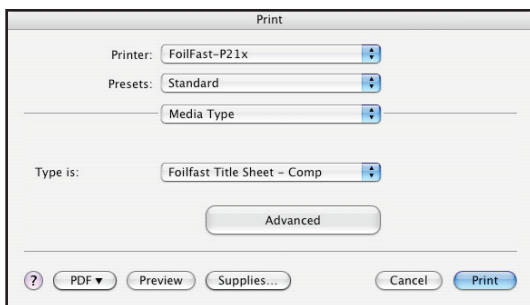 Print
Printer: FoilFast-P21x
Presets: Standard
Media Type
Type is: Foilfast Title Sheet - Comp
Advanced
? PDF ▼ Preview Supplies... Cancel Print